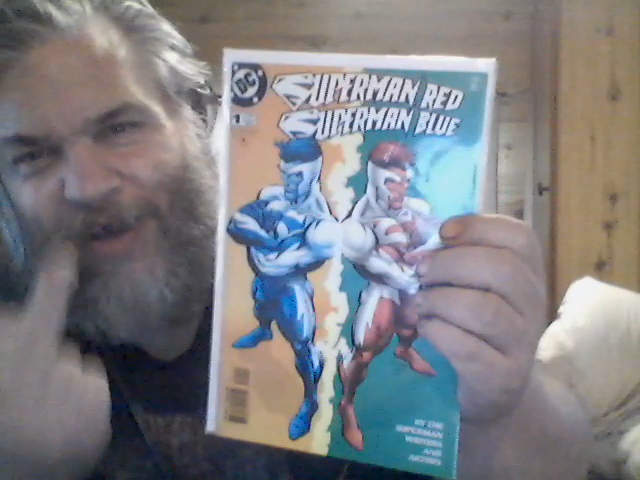 DC
SUPERMAN RED
SUPERMAN BLUE
1
BY THE
SUPERMAN
WRITERS
AND
ARTISTS